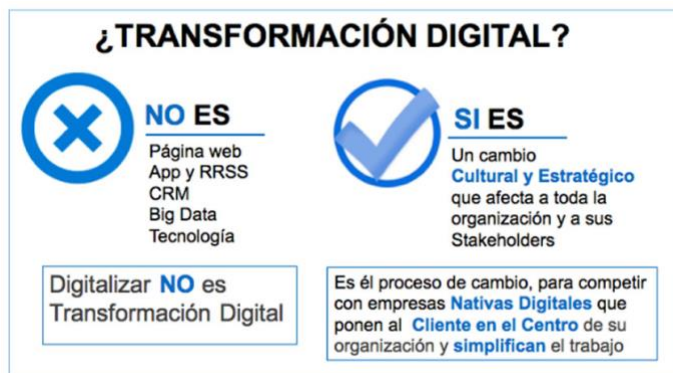 ¿TRANSFORMACIÓN DIGITAL?
NO ES
Página web
App y RRSS
CRM
Big Data
Tecnología
Digitalizar NO es
Transformación Digital
SI ES
Un cambio
Cultural y Estratégico
que afecta a toda la
organización y a sus
Stakeholders
Es él proceso de cambio, para competir
con empresas Nativas Digitales que
ponen al Cliente en el Centro de su
organización y simplifican el trabajo